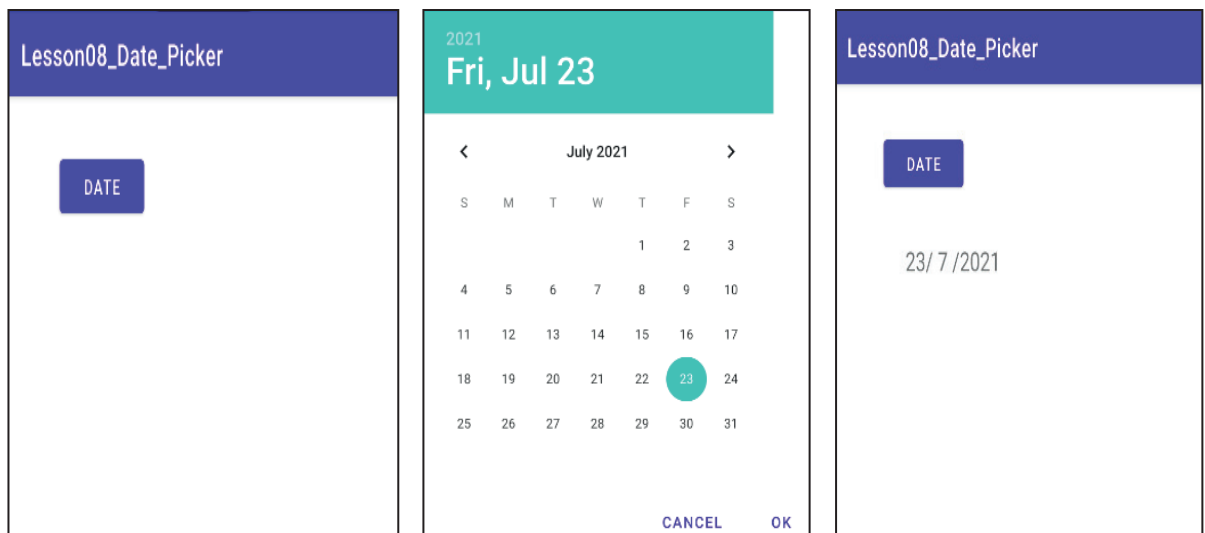 Lesson08_Date_Picker
DATE
2021
Fri, Jul 23
July 2021
S M T W T F S
1 2 3
4 5 6 7 8 9 10
11 12 13 14 15 16 17
18 19 20 21 22 23 24
25 26 27 28 29 30 31
CANCEL OK
Lesson08_Date_Picker
DATE
23/ 7 /2021